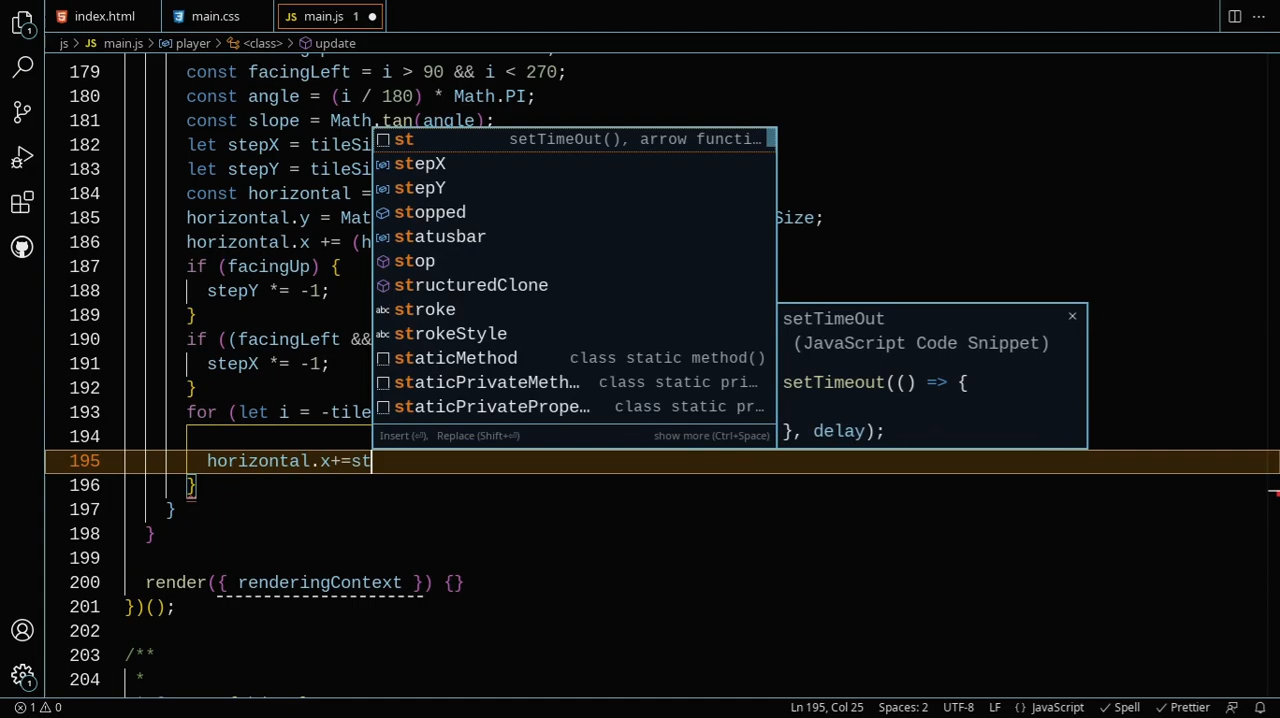 index.html
main.css
main.js 1
js > main.js > player > <class> > update
179 const facingLeft = i > 90 && i < 270;
180 const angle = (i / 180) * Math.PI;
181 const slope = Math.tan(angle);
182 let stepX = tileSi
183 let stepY = tileSi
184 const horizontal =
185 horizontal.y = Mat Size;
186 horizontal.x += (h
187 if (facingUp) {
188 stepY *= -1;
189 }
190 if ((facingLeft &&
191 stepX *= -1;
192 }
193 for (let i = -tile
194
195 horizontal.x+=st
196 }
197 }
198 }
199
200 render({ renderingContext }) {}
201 })();
202
203 /**
204 *
st setTimeOut(), arrow functi…
stepX
stepY
stopped
statusbar
stop
structuredClone
stroke
strokeStyle
staticMethod class static method()
staticPrivateMeth… class static pri…
staticPrivatePrope… class static pr…
Insert (⏎), Replace (Shift+⏎) show more (Ctrl+Space)
setTimeOut ×
(JavaScript Code Snippet)
setTimeout(() => {
}, delay);
1 0 Ln 195, Col 25 Spaces: 2 UTF-8 LF {} JavaScript ✓ Spell ✓ Prettier